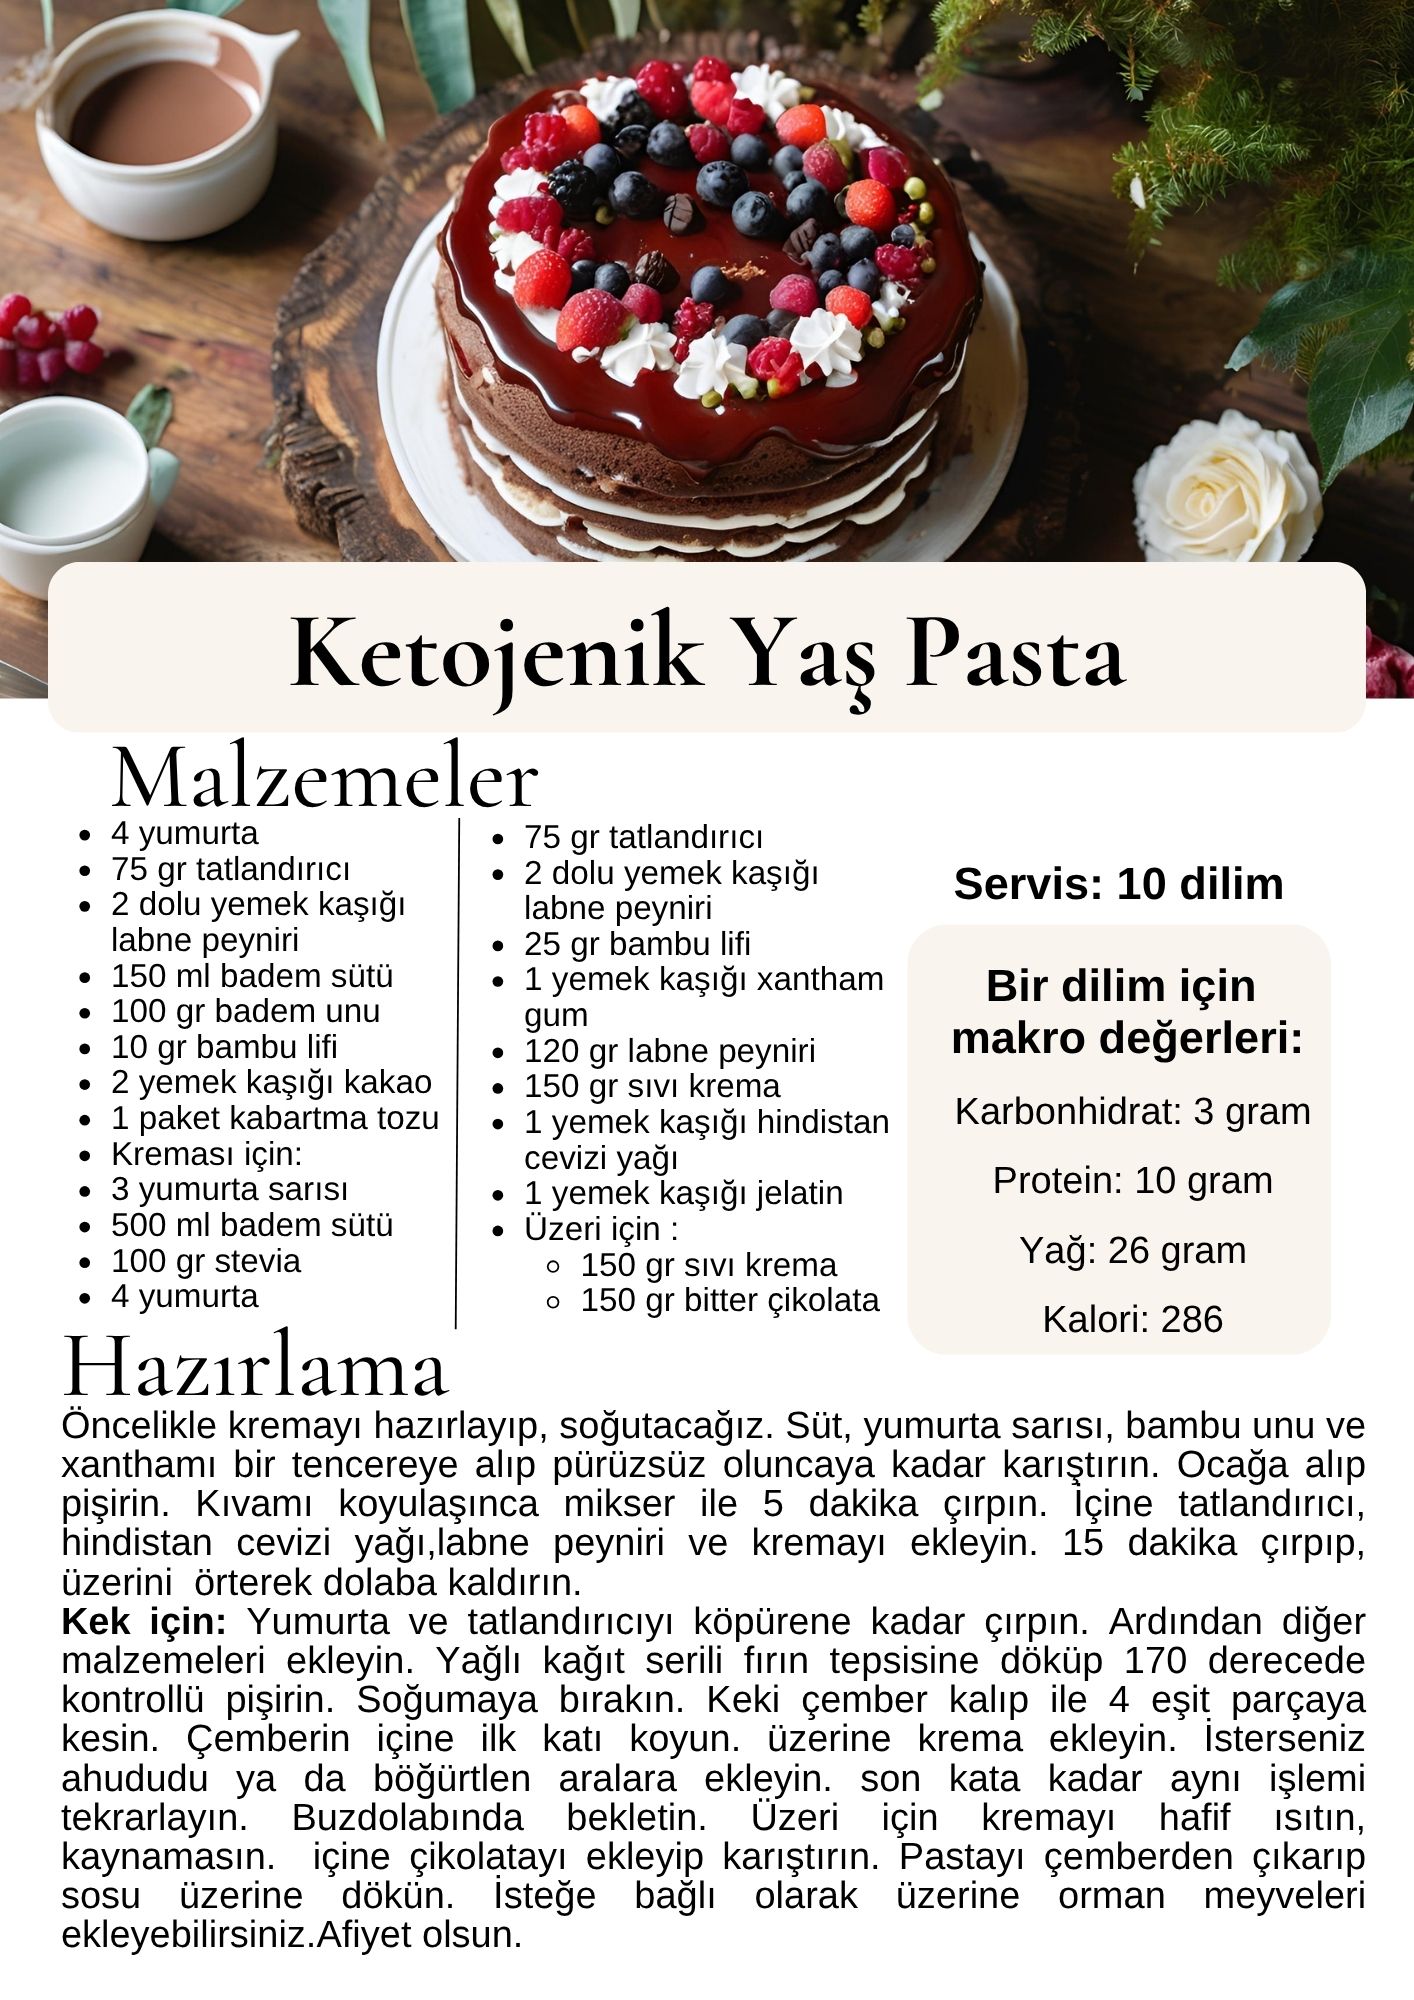 Ketojenik Yaş Pasta
Malzemeler
• 4 yumurta
• 75 gr tatlandırıcı
• 2 dolu yemek kaşığı
labne peyniri
• 150 ml badem sütü
• 100 gr badem unu
• 10 gr bambu lifi
• 2 yemek kaşığı kakao
• 1 paket kabartma tozu
• Kreması için:
• 3 yumurta sarısı
• 500 ml badem sütü
• 100 gr stevia
• 4 yumurta
• 75 gr tatlandırıcı
• 2 dolu yemek kaşığı
labne peyniri
• 25 gr bambu lifi
• 1 yemek kaşığı xantham
gum
• 120 gr labne peyniri
• 150 gr sıvı krema
• 1 yemek kaşığı hindistan
cevizi yağı
• 1 yemek kaşığı jelatin
• Üzeri için :
◦ 150 gr sıvı krema
◦ 150 gr bitter çikolata
Servis: 10 dilim
Bir dilim için
makro değerleri:
Karbonhidrat: 3 gram
Protein: 10 gram
Yağ: 26 gram
Kalori: 286
Hazırlama
Öncelikle kremayı hazırlayıp, soğutacağız. Süt, yumurta sarısı, bambu unu ve
xanthamı bir tencereye alıp pürüzsüz oluncaya kadar karıştırın. Ocağa alıp
pişirin. Kıvamı koyulaşınca mikser ile 5 dakika çırpın. İçine tatlandırıcı,
hindistan cevizi yağı,labne peyniri ve kremayı ekleyin. 15 dakika çırpıp,
üzerini örterek dolaba kaldırın.
Kek için: Yumurta ve tatlandırıcıyı köpürene kadar çırpın. Ardından diğer
malzemeleri ekleyin. Yağlı kağıt serili fırın tepsisine döküp 170 derecede
kontrollü pişirin. Soğumaya bırakın. Keki çember kalıp ile 4 eşit parçaya
kesin. Çemberin içine ilk katı koyun. üzerine krema ekleyin. İsterseniz
ahududu ya da böğürtlen aralara ekleyin. son kata kadar aynı işlemi
tekrarlayın. Buzdolabında bekletin. Üzeri için kremayı hafif ısıtın,
kaynamasın. içine çikolatayı ekleyip karıştırın. Pastayı çemberden çıkarıp
sosu üzerine dökün. İsteğe bağlı olarak üzerine orman meyveleri
ekleyebilirsiniz.Afiyet olsun.